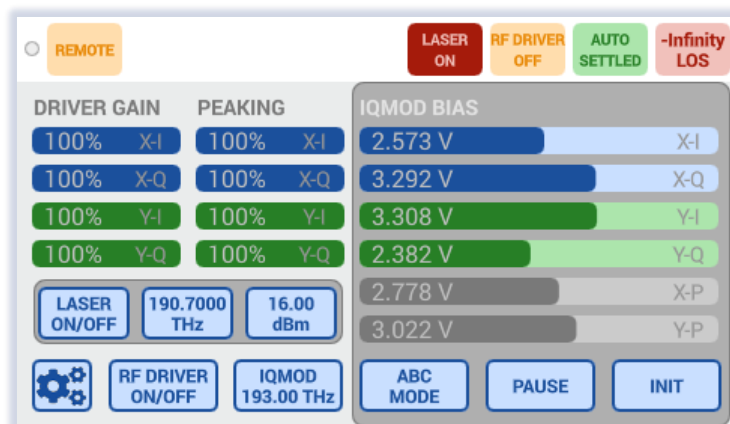 REMOTE
LASER ON
RF DRIVER OFF
AUTO SETTLED
-Infinity LOS
DRIVER GAIN PEAKING
100% X-I 100% X-I
100% X-Q 100% X-Q
100% Y-I 100% Y-I
100% Y-Q 100% Y-Q
LASER ON/OFF
190.7000 THz
16.00 dBm
RF DRIVER ON/OFF
IQMOD 193.00 THz
IQMOD BIAS
2.573 V X-I
3.292 V X-Q
3.308 V Y-I
2.382 V Y-Q
2.778 V X-P
3.022 V Y-P
ABC MODE
PAUSE
INIT